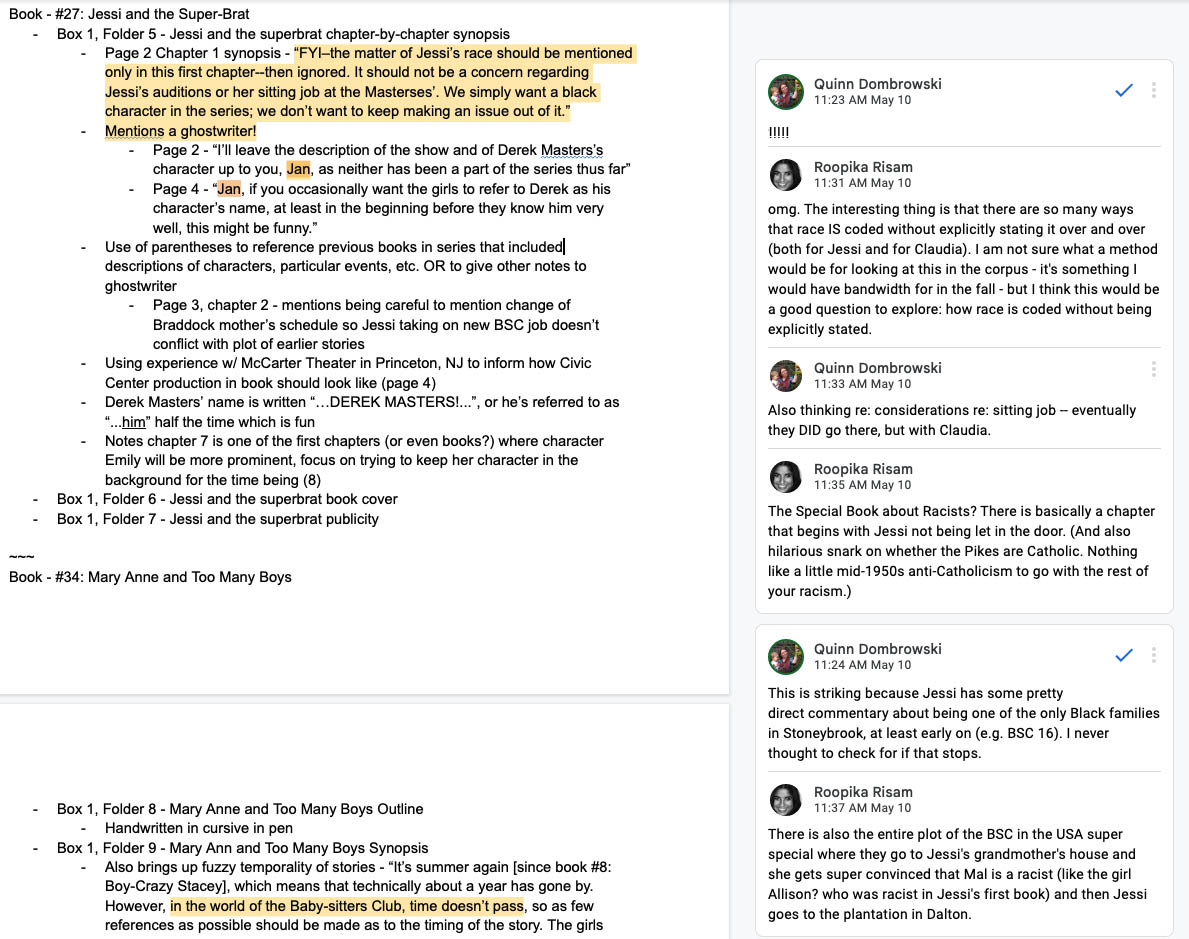 Book - #27: Jessi and the Super-Brat
- Box 1, Folder 5 - Jessi and the superbrat chapter-by-chapter synopsis
- Page 2 Chapter 1 synopsis - “FYI–the matter of Jessi’s race should be mentioned
only in this first chapter--then ignored. It should not be a concern regarding
Jessi’s auditions or her sitting job at the Masterses’. We simply want a black
character in the series; we don’t want to keep making an issue out of it.”
- Mentions a ghostwriter!
- Page 2 - “I’ll leave the description of the show and of Derek Masters’s
character up to you, Jan, as neither has been a part of the series thus far”
- Page 4 - “Jan, if you occasionally want the girls to refer to Derek as his
character’s name, at least in the beginning before they know him very
well, this might be funny.”
- Use of parentheses to reference previous books in series that included
descriptions of characters, particular events, etc. OR to give other notes to
ghostwriter
- Page 3, chapter 2 - mentions being careful to mention change of
Braddock mother’s schedule so Jessi taking on new BSC job doesn’t
conflict with plot of earlier stories
- Using experience w/ McCarter Theater in Princeton, NJ to inform how Civic
Center production in book should look like (page 4)
- Derek Masters’ name is written “…DEREK MASTERS!...”, or he’s referred to as
“...him” half the time which is fun
- Notes chapter 7 is one of the first chapters (or even books?) where character
Emily will be more prominent, focus on trying to keep her character in the
background for the time being (8)
- Box 1, Folder 6 - Jessi and the superbrat book cover
- Box 1, Folder 7 - Jessi and the superbrat publicity
~~~
Book - #34: Mary Anne and Too Many Boys
- Box 1, Folder 8 - Mary Anne and Too Many Boys Outline
- Handwritten in cursive in pen
- Box 1, Folder 9 - Mary Ann and Too Many Boys Synopsis
- Also brings up fuzzy temporality of stories - “It’s summer again [since book #8:
Boy-Crazy Stacey], which means that technically about a year has gone by.
However, in the world of the Baby-sitters Club, time doesn’t pass, so as few
references as possible should be made as to the timing of the story. The girls
Quinn Dombrowski
11:23 AM May 10
!!!!!
Roopika Risam
11:31 AM May 10
omg. The interesting thing is that there are so many ways
that race IS coded without explicitly stating it over and over
(both for Jessi and for Claudia). I am not sure what a method
would be for looking at this in the corpus - it's something I
would have bandwidth for in the fall - but I think this would be
a good question to explore: how race is coded without being
explicitly stated.
Quinn Dombrowski
11:33 AM May 10
Also thinking re: considerations re: sitting job -- eventually
they DID go there, but with Claudia.
Roopika Risam
11:35 AM May 10
The Special Book about Racists? There is basically a chapter
that begins with Jessi not being let in the door. (And also
hilarious snark on whether the Pikes are Catholic. Nothing
like a little mid-1950s anti-Catholicism to go with the rest of
your racism.)
Quinn Dombrowski
11:24 AM May 10
This is striking because Jessi has some pretty
direct commentary about being one of the only Black families
in Stoneybrook, at least early on (e.g. BSC 16). I never
thought to check for if that stops.
Roopika Risam
11:37 AM May 10
There is also the entire plot of the BSC in the USA super
special where they go to Jessi's grandmother's house and
she gets super convinced that Mal is a racist (like the girl
Allison? who was racist in Jessi's first book) and then Jessi
goes to the plantation in Dalton.